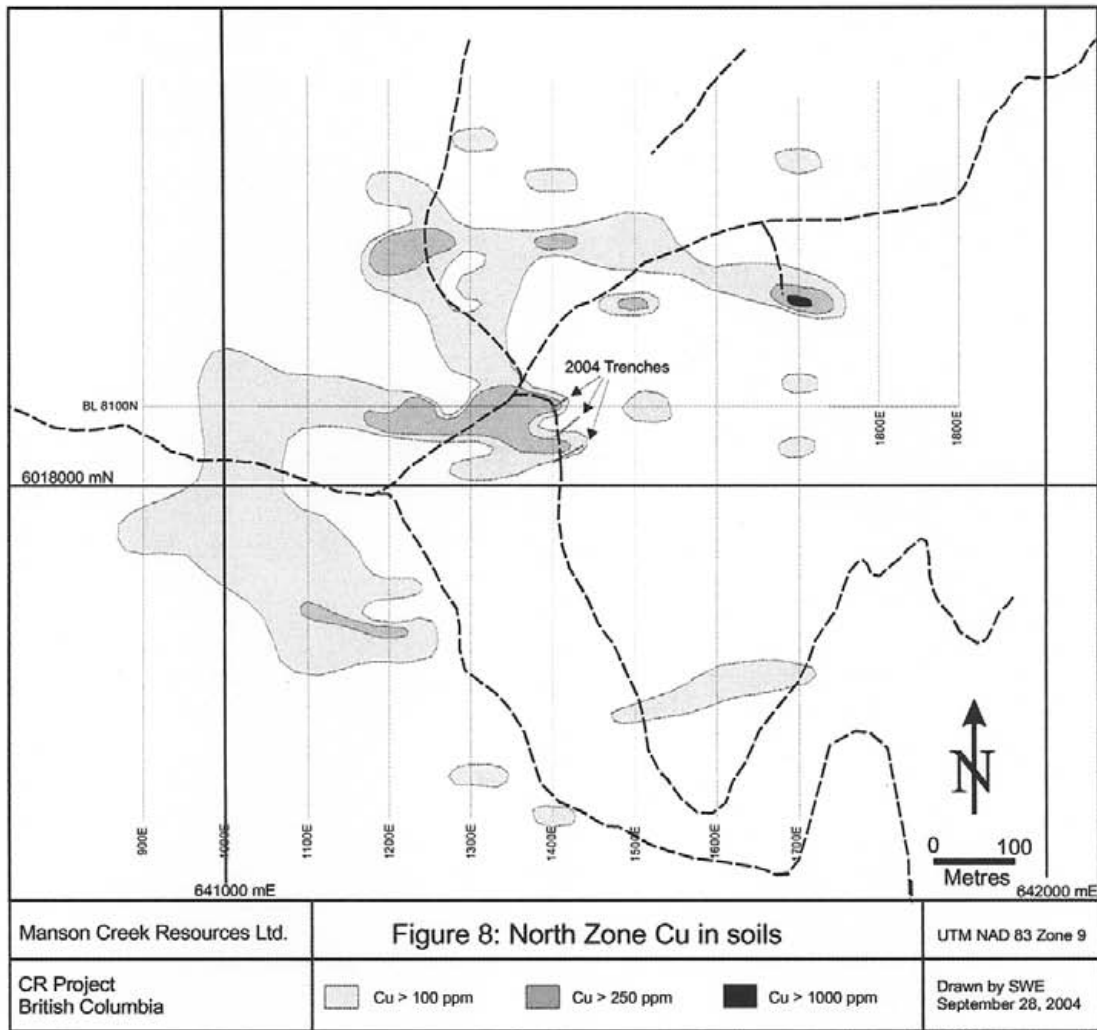 2004 Trenches
BL 8100N
1800E
1800E
6018000 mN
900E
1000E
1100E
1200E
1300E
1400E
1500E
1600E
1700E
N
0 100
Metres
641000 mE
642000 mE
Manson Creek Resources Ltd.
Figure 8: North Zone Cu in soils
UTM NAD 83 Zone 9
CR Project
British Columbia
Cu > 100 ppm
Cu > 250 ppm
Cu > 1000 ppm
Drawn by SWE
September 28, 2004